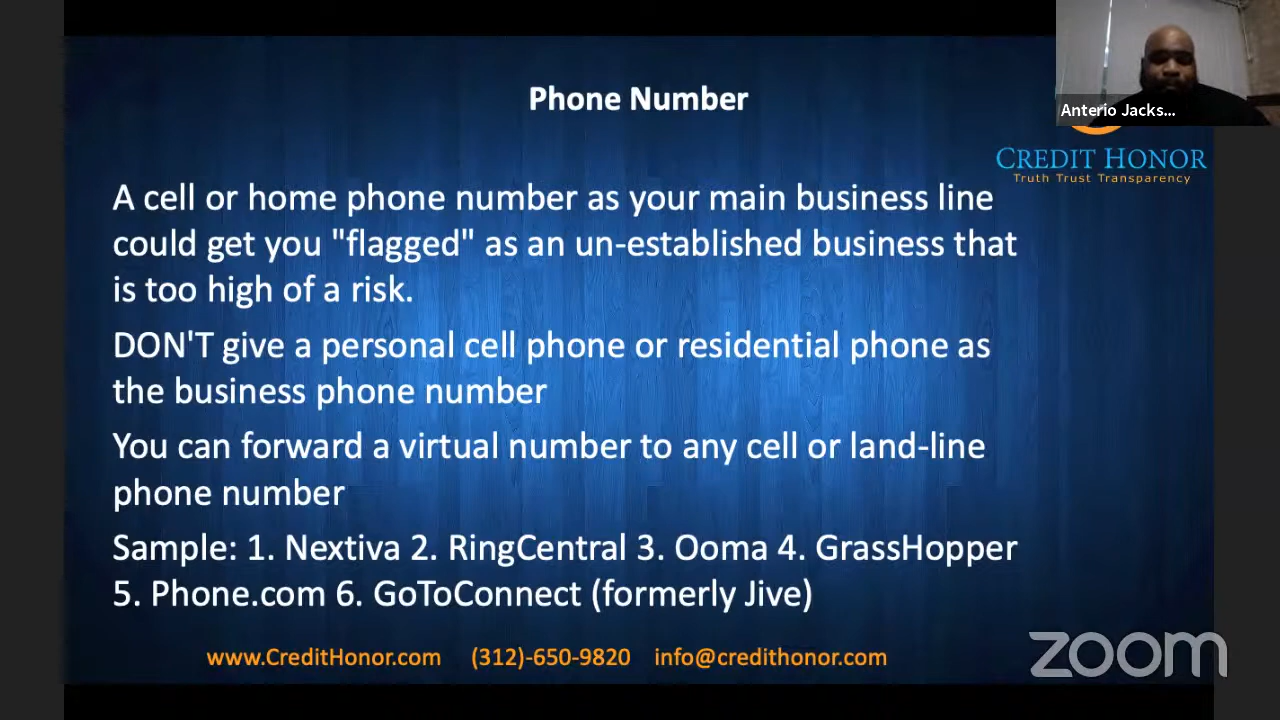 Phone Number
Anterio Jacks...
CREDIT HONOR
Truth Trust Transparency
A cell or home phone number as your main business line
could get you "flagged" as an un-established business that
is too high of a risk.
DON'T give a personal cell phone or residential phone as
the business phone number
You can forward a virtual number to any cell or land-line
phone number
Sample: 1. Nextiva 2. RingCentral 3. Ooma 4. GrassHopper
5. Phone.com 6. GoToConnect (formerly Jive)
www.CreditHonor.com (312)-650-9820 info@credithonor.com
zoom